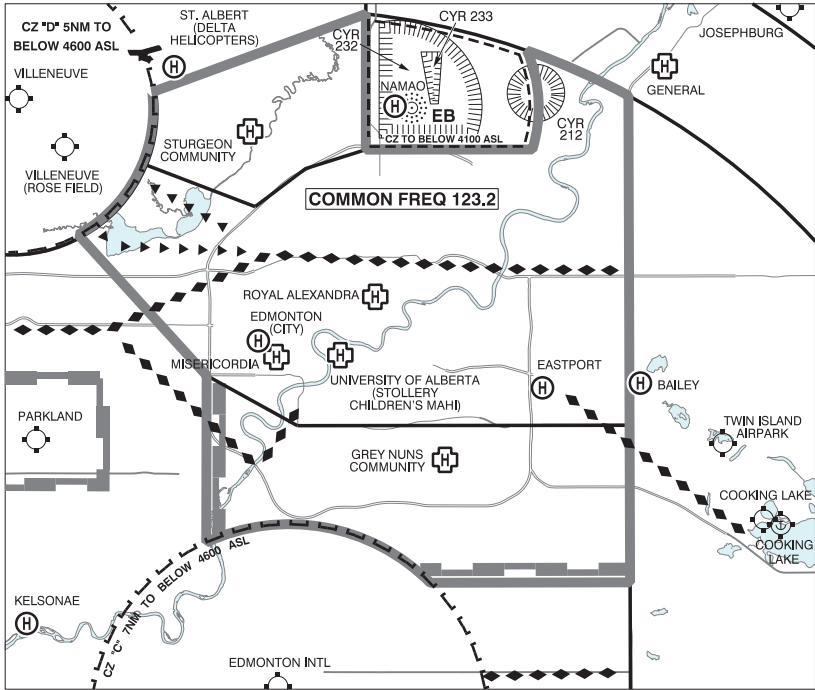 CZ "D" 5NM TO
BELOW 4600 ASL
ST. ALBERT
(DELTA
HELICOPTERS)
CYR
232
CYR 233
JOSEPHBURG
VILLENEUVE
H
NAMAO
H
EB
H
GENERAL
CZ TO BELOW 4100 ASL
CYR
212
H
STURGEON
COMMUNITY
VILLENEUVE
(ROSE FIELD)
COMMON FREQ 123.2
ROYAL ALEXANDRA
H
EDMONTON
(CITY)
H
MISERICORDIA
H
H
UNIVERSITY OF ALBERTA
(STOLLERY
CHILDREN'S MAHI)
EASTPORT
H
H
BAILEY
PARKLAND
TWIN ISLAND
AIRPARK
GREY NUNS
COMMUNITY
H
COOKING LAKE
COOKING
LAKE
CZ "C" 7NM TO BELOW 4600 ASL
KELSONAE
H
EDMONTON INTL